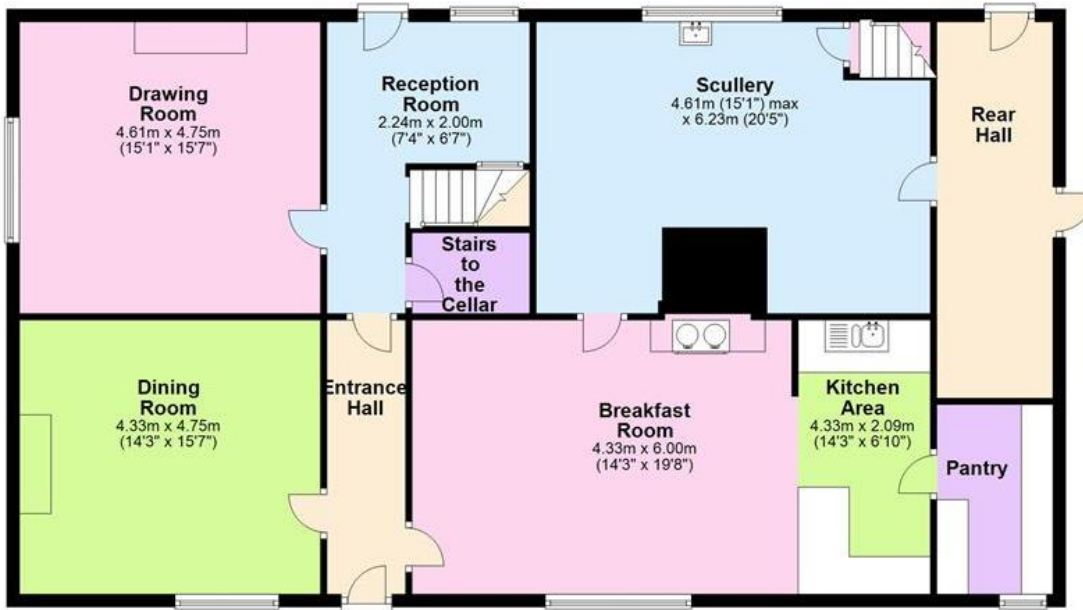 Drawing
Room
4.61m x 4.75m
(15'1" x 15'7")
Reception
Room
2.24m x 2.00m
(7'4" x 6'7")
Scullery
4.61m (15'1") max
x 6.23m (20'5")
Rear
Hall
Stairs
to
the
Cellar
Dining
Room
4.33m x 4.75m
(14'3" x 15'7")
Entrance
Hall
Breakfast
Room
4.33m x 6.00m
(14'3" x 19'8")
Kitchen
Area
4.33m x 2.09m
(14'3" x 6'10")
Pantry